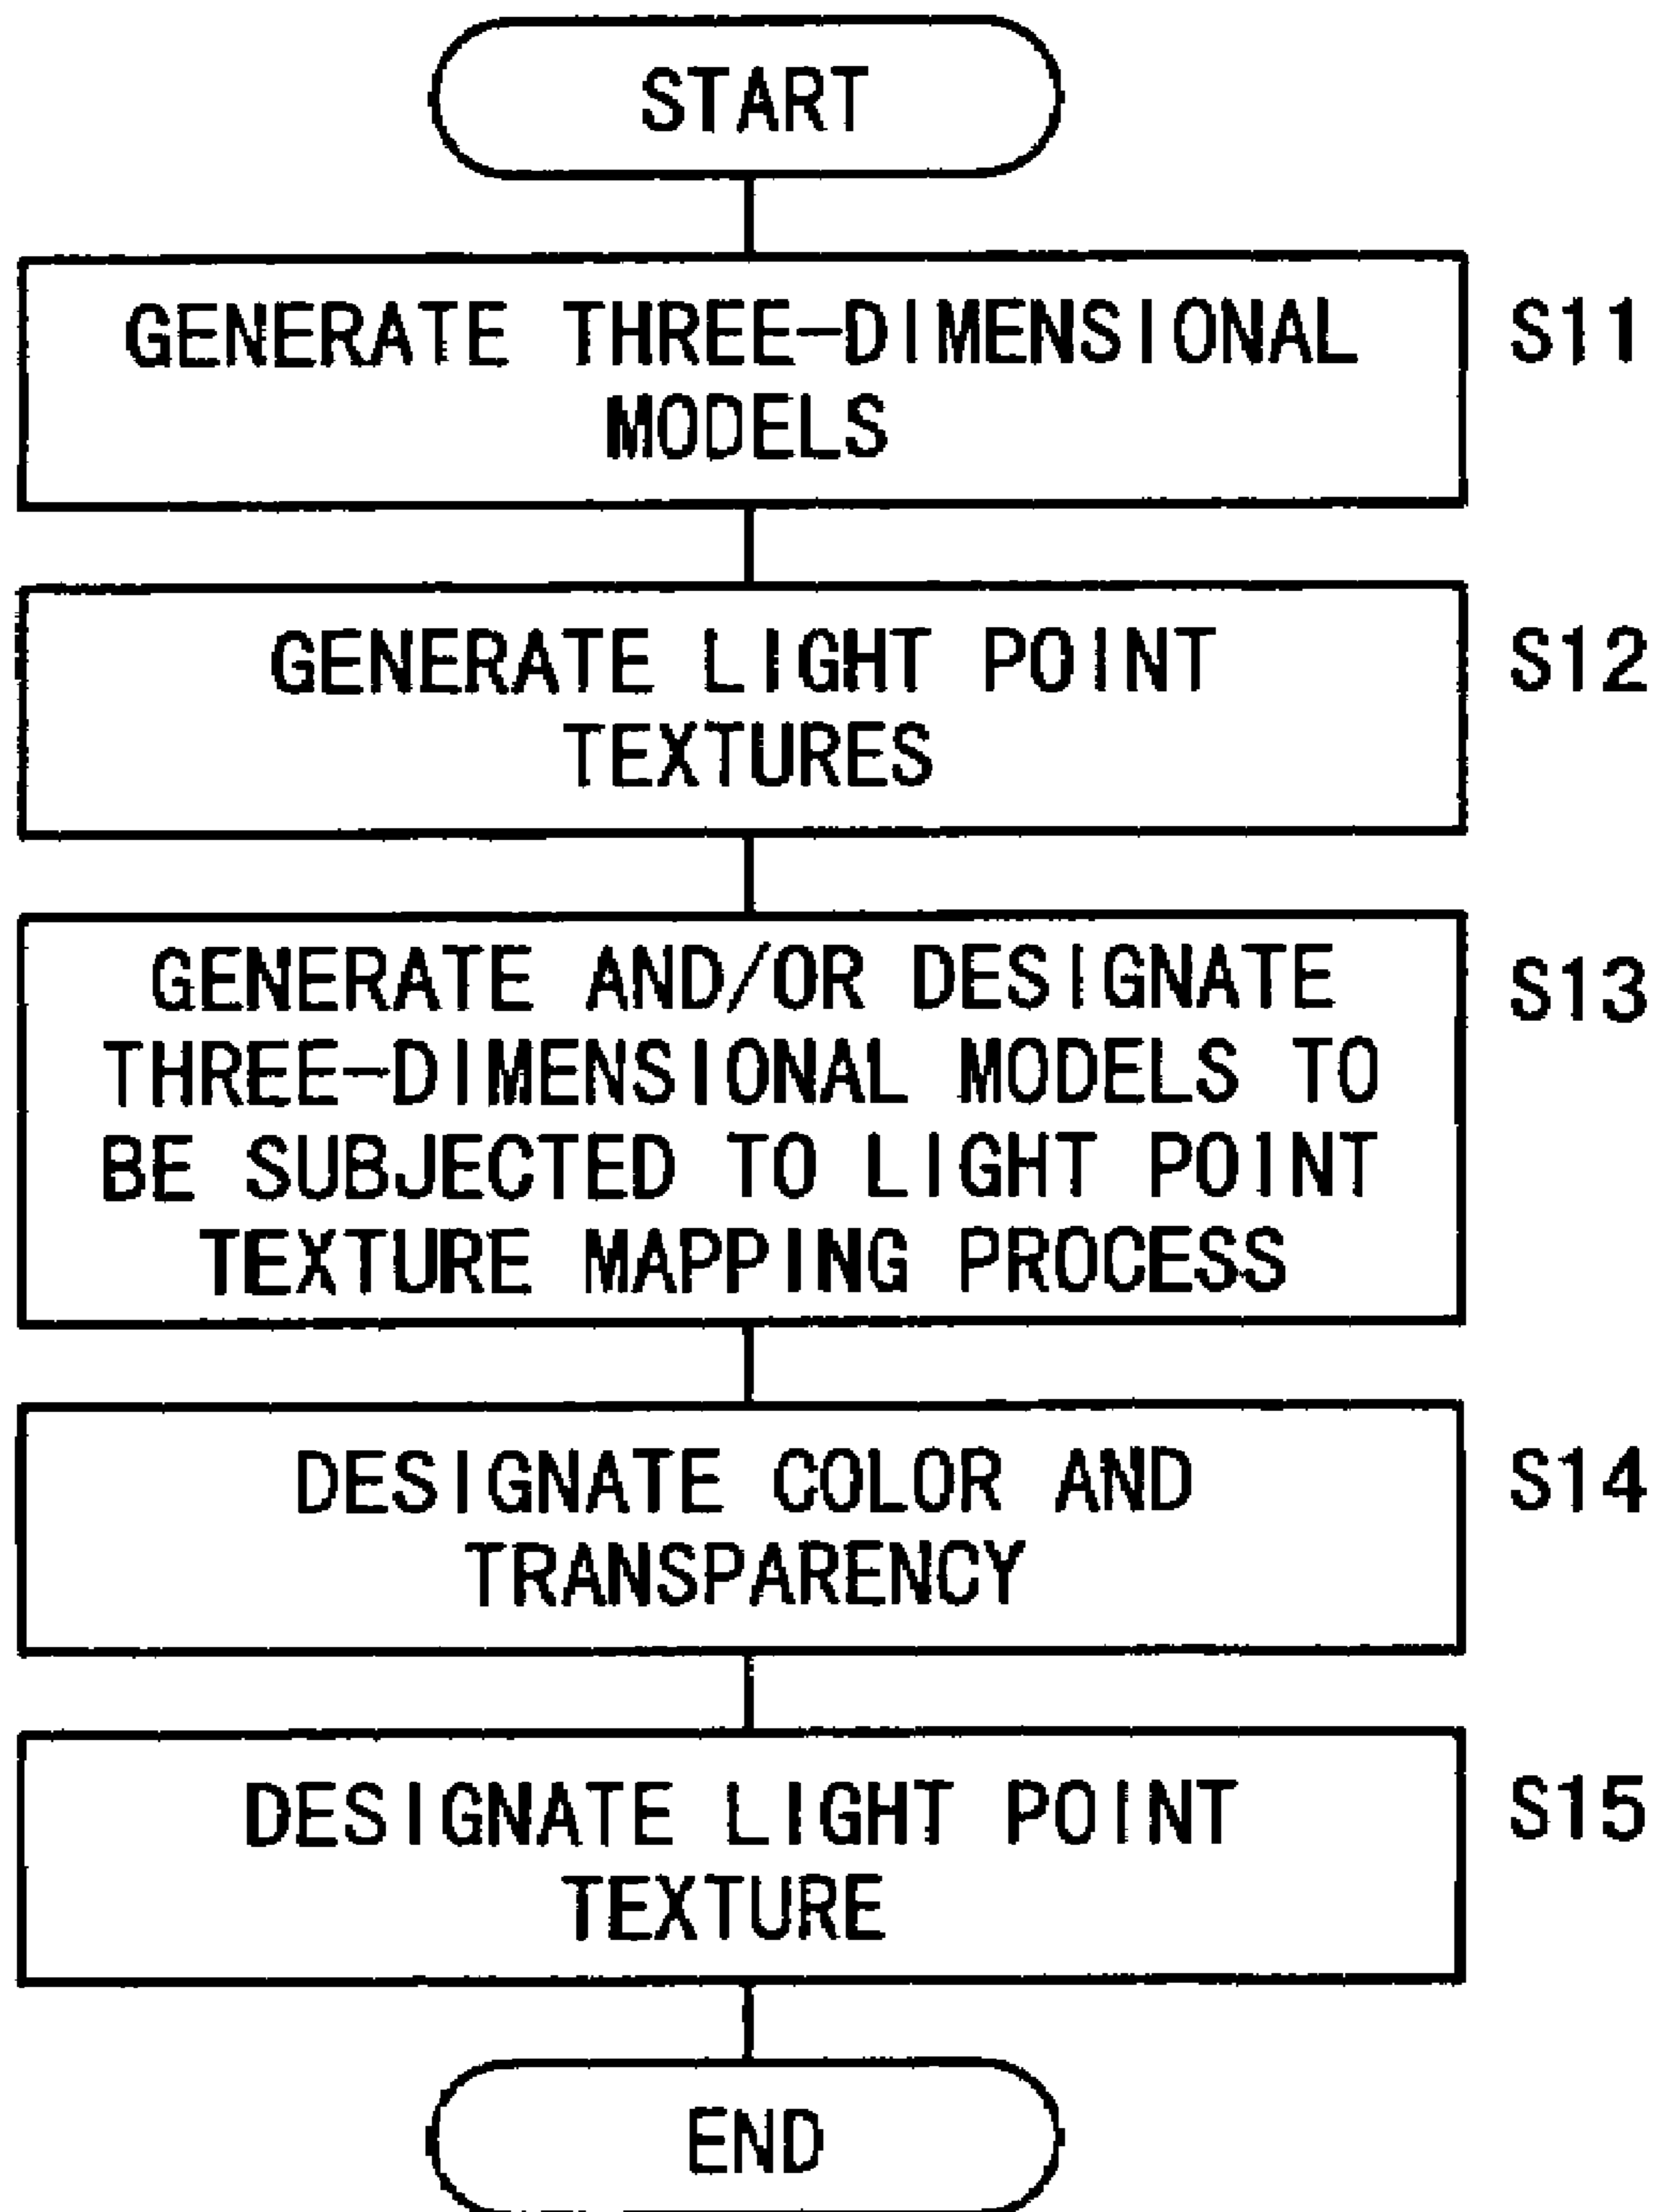 START
GENERATE THREE-DIMENSIONAL
MODELS
S11
GENERATE LIGHT POINT
TEXTURES
S12
GENERATE AND/OR DESIGNATE
THREE-DIMENSIONAL MODELS TO
BE SUBJECTED TO LIGHT POINT
TEXTURE MAPPING PROCESS
S13
DESIGNATE COLOR AND
TRANSPARENCY
S14
DESIGNATE LIGHT POINT
TEXTURE
S15
END